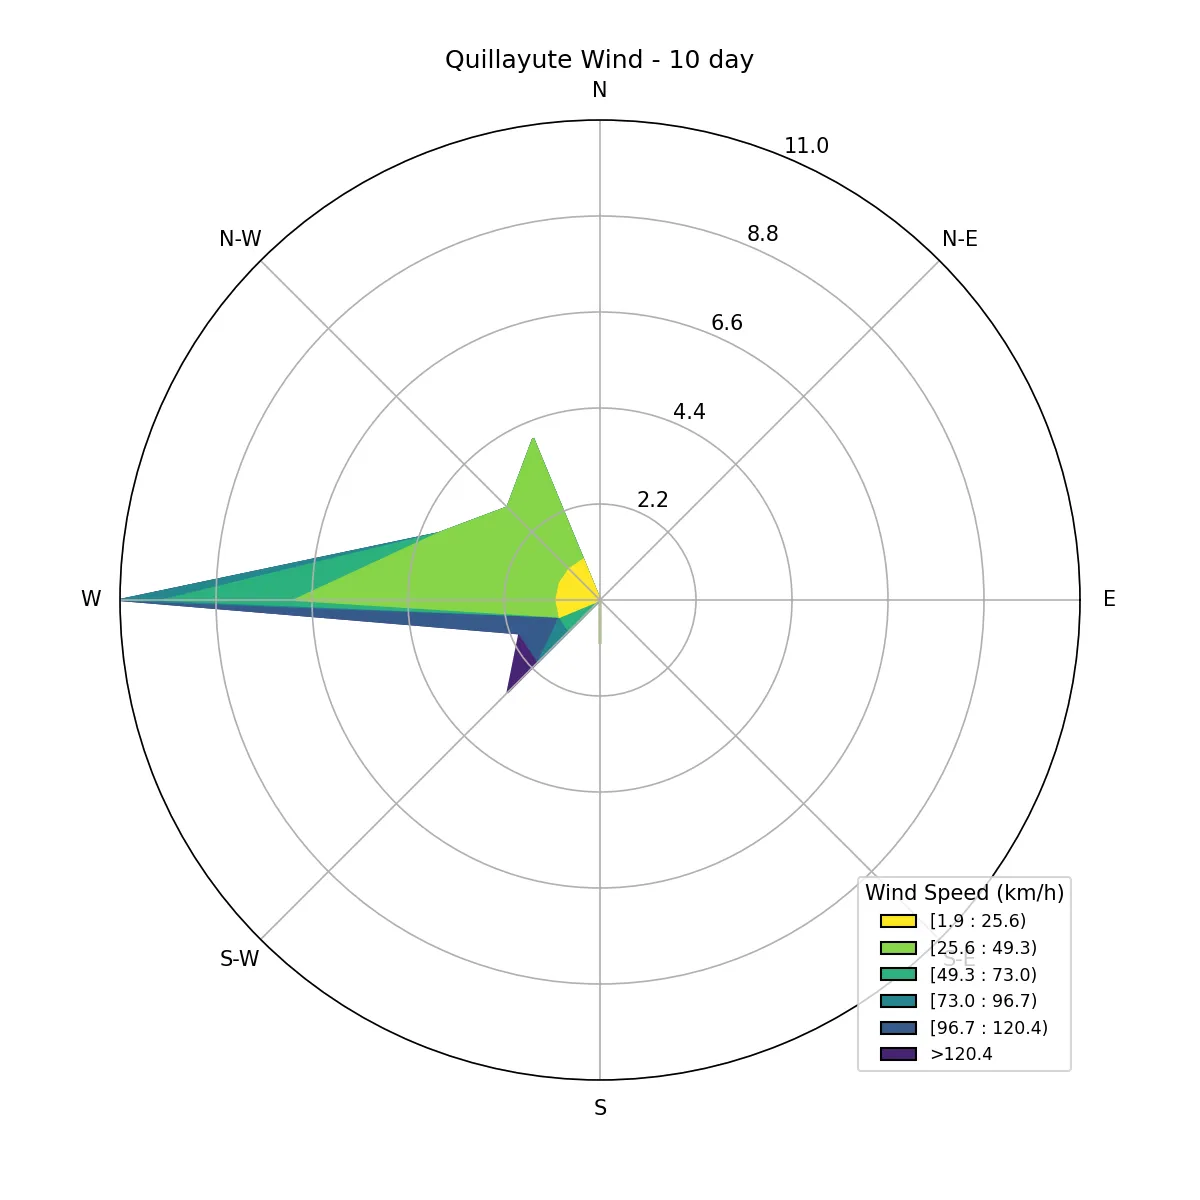 Quillayute Wind - 10 day
N
11.0
N-W
8.8
N-E
6.6
4.4
2.2
W
E
Wind Speed (km/h)
[1.9 : 25.6)
[25.6 : 49.3)
S-W
S-E
[49.3 : 73.0)
[73.0 : 96.7)
[96.7 : 120.4)
>120.4
S